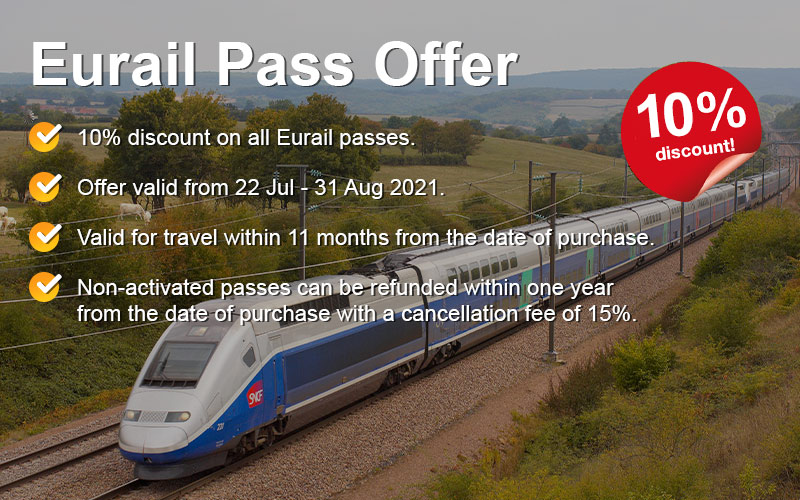 Eurail Pass Offer
10%
discount!
10% discount on all Eurail passes.
Offer valid from 22 Jul - 31 Aug 2021.
Valid for travel within 11 months from the date of purchase.
Non-activated passes can be refunded within one year
from the date of purchase with a cancellation fee of 15%.
SNCF